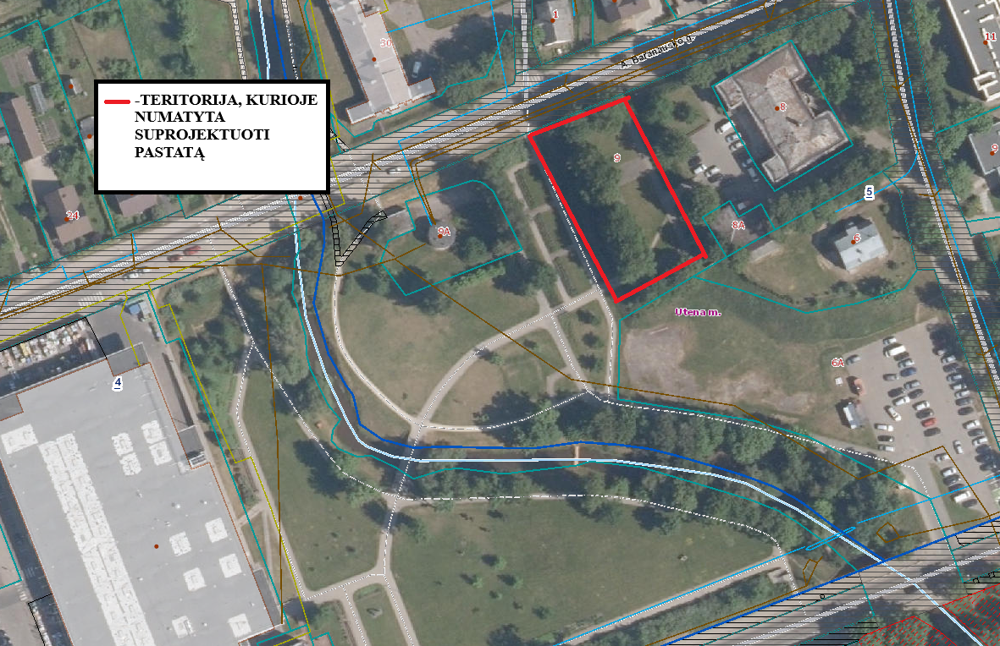 1
30
11
A. Baranausko g.
-TERITORIJA, KURIOJE
NUMATYTA
SUPROJEKTUOTI
PASTATĄ
8
9
9
5
24
9A
8A
6
Utena m.
6A
4